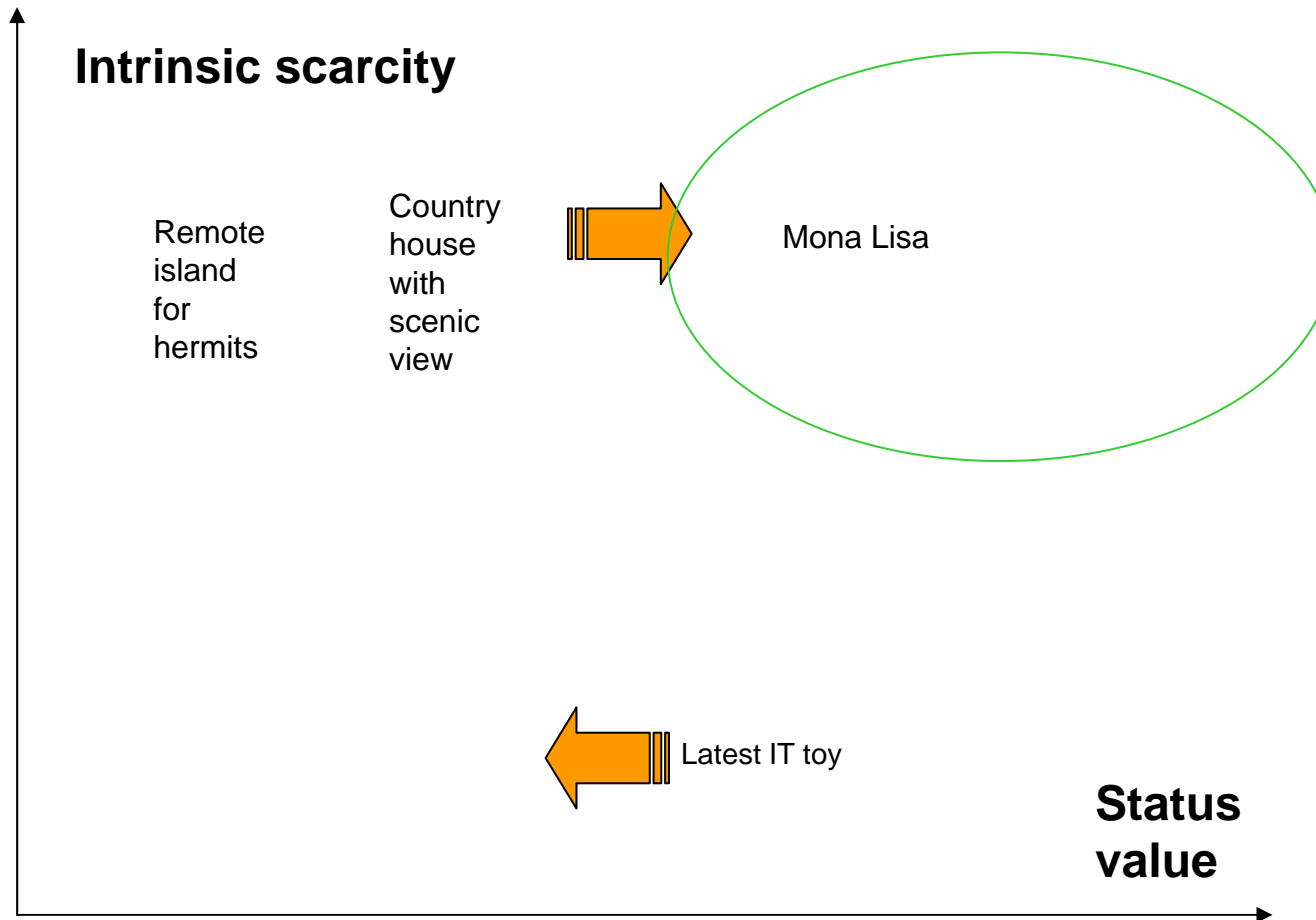 Intrinsic scarcity
Remote
island
for
hermits
Country
house
with
scenic
view
Mona Lisa
Latest IT toy
Status
value